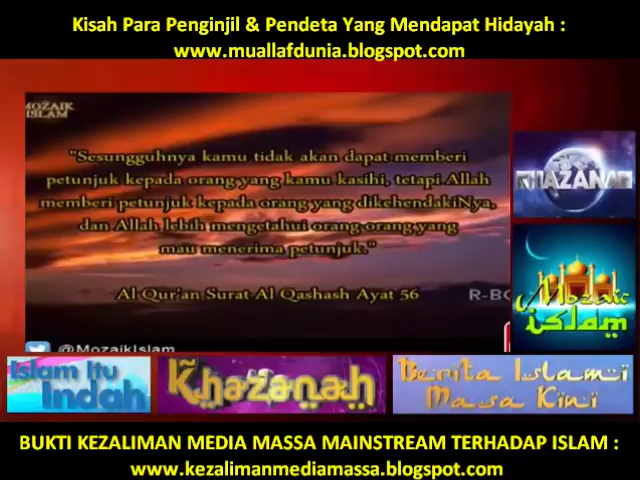 Kisah Para Penginjil & Pendeta Yang Mendapat Hidayah :
www.muallafdunia.blogspot.com
MOZAIK
ISLAM
"Sesungguhnya kamu tidak akan dapat memberi
petunjuk kepada orang yang kamu kasihi, tetapi Allah
memberi petunjuk kepada orang yang dikehendakiNya,
dan Allah lebih mengetahui orang-orang yang
mau menerima petunjuk."
Al Qur'an Surat Al Qashash Ayat 56
R-BO
@MozaikIslam
KHAZANAH
Mozaic
islam
Islam Itu
Indah
Khazanah
Berita Islami
Masa Kini
BUKTI KEZALIMAN MEDIA MASSA MAINSTREAM TERHADAP ISLAM :
www.kezalimanmediamassa.blogspot.com